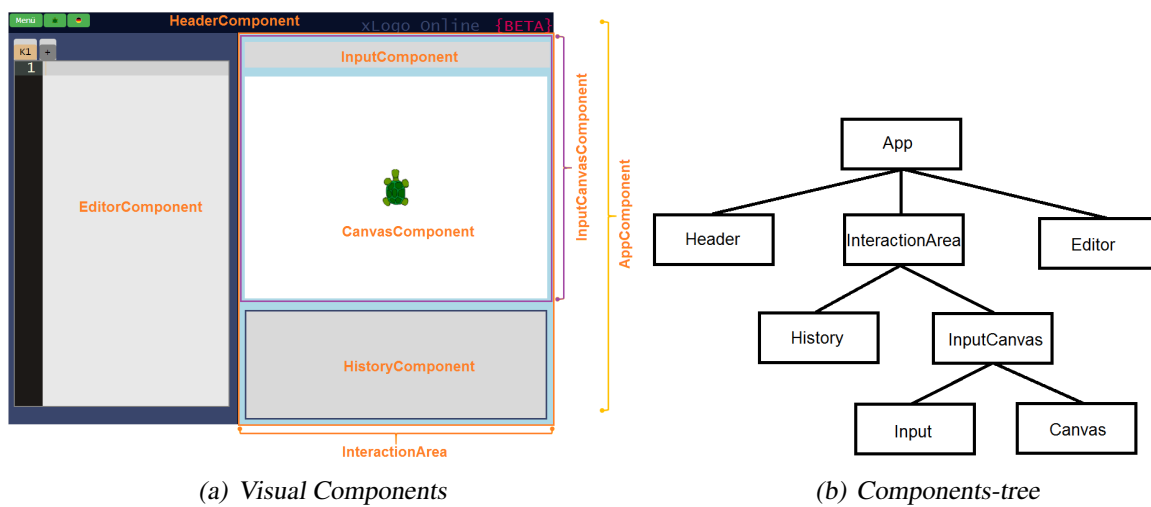 Menü
HeaderComponent
xLogo Online {BETA}
K1 +
1
InputComponent
EditorComponent
CanvasComponent
InputCanvasComponent
AppComponent
HistoryComponent
InteractionArea
(a) Visual Components
App
Header
InteractionArea
Editor
History
InputCanvas
Input
Canvas
(b) Components-tree